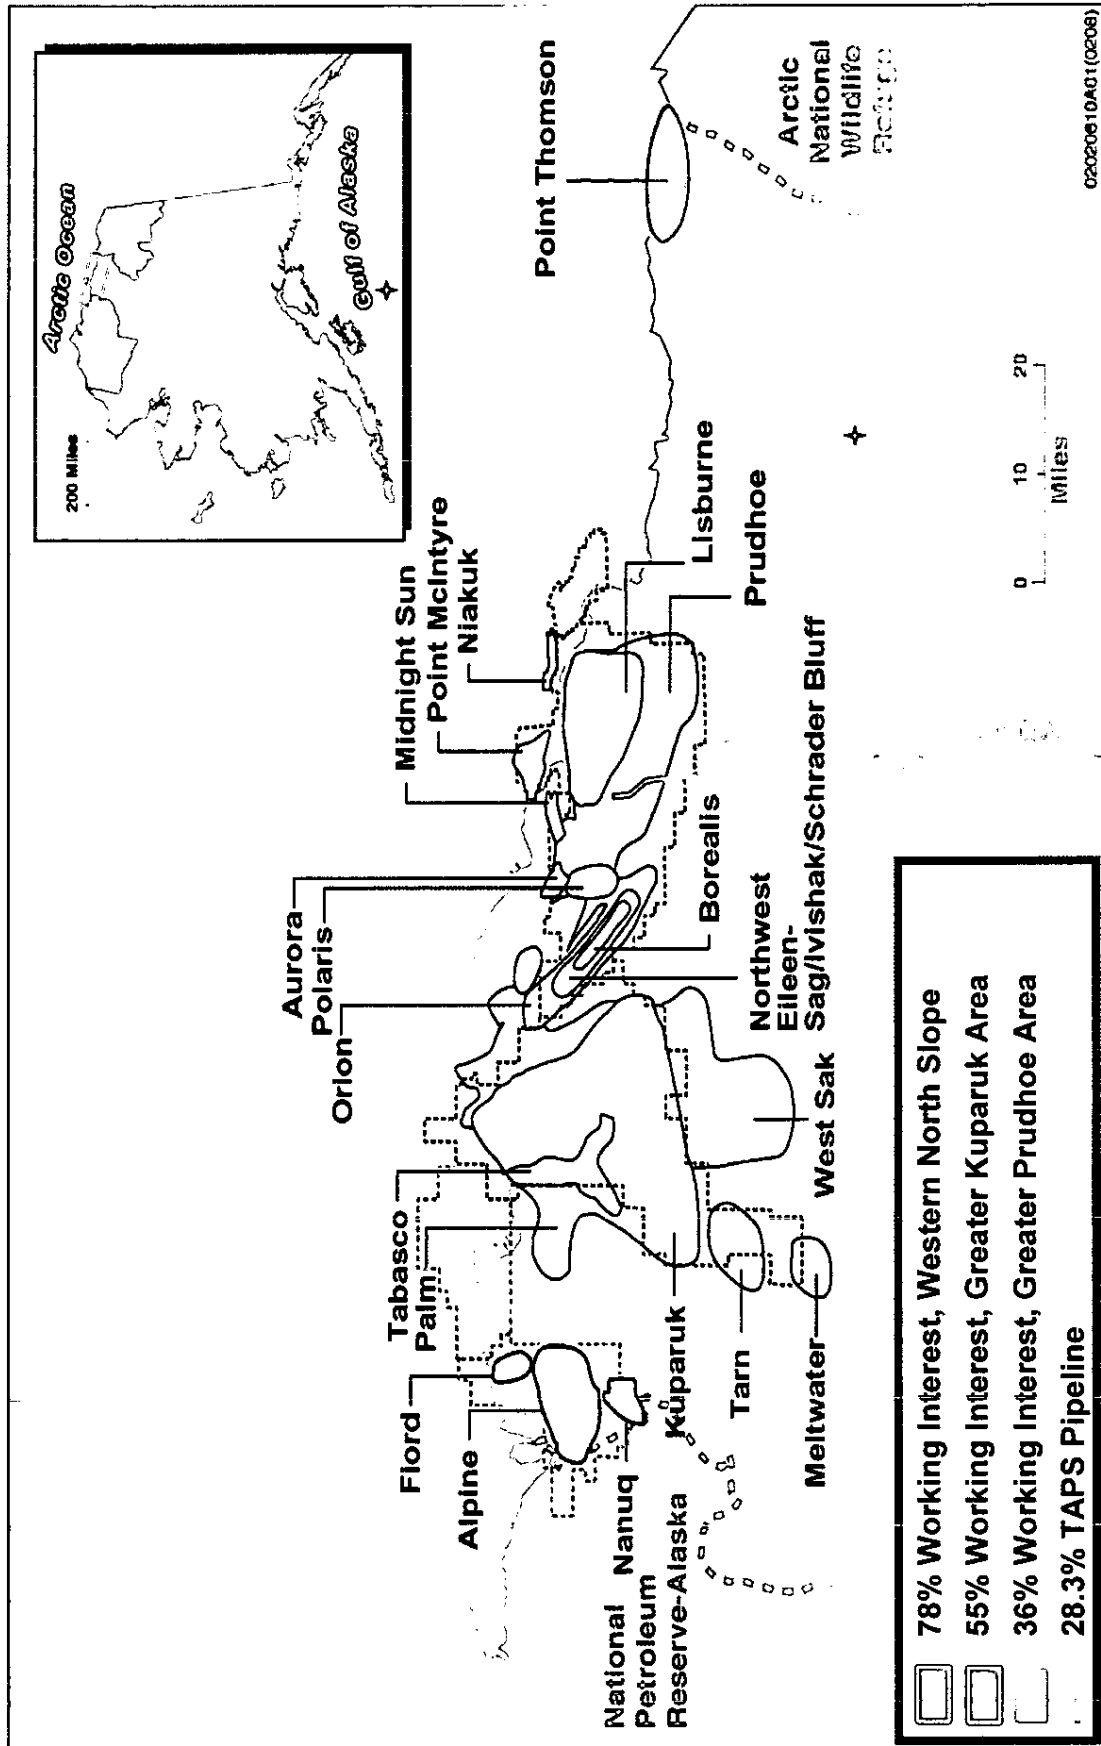 Arctic Ocean
200 Miles
Gulf of Alaska
Point Thomson
Arctic
National
Wildlife
Refuge
Midnight Sun
Point McIntyre
Niakuk
Lisburne
Prudhoe
Aurora
Polaris
Orion
Borealis
Northwest
Eileen-
Sag/Ivishak/Schrader Bluff
West Sak
Tabasco
Palm
Fiord
Alpine
Kuparuk
Tarn
Meltwater
Nanuq
National
Petroleum
Reserve-Alaska
0 10 20
Miles
78% Working Interest, Western North Slope
55% Working Interest, Greater Kuparuk Area
36% Working Interest, Greater Prudhoe Area
28.3% TAPS Pipeline
02020610A01(0208)